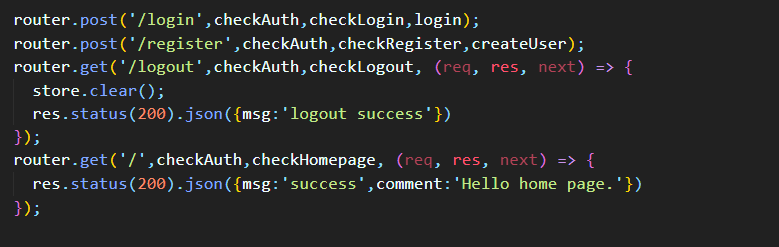 router.post('/login',checkAuth,checkLogin,login);
router.post('/register',checkAuth,checkRegister,createUser);
router.get('/logout',checkAuth,checkLogout, (req, res, next) => {
  store.clear();
  res.status(200).json({msg:'logout success'})
});
router.get('/',checkAuth,checkHomepage, (req, res, next) => {
  res.status(200).json({msg:'success',comment:'Hello home page.'})
});